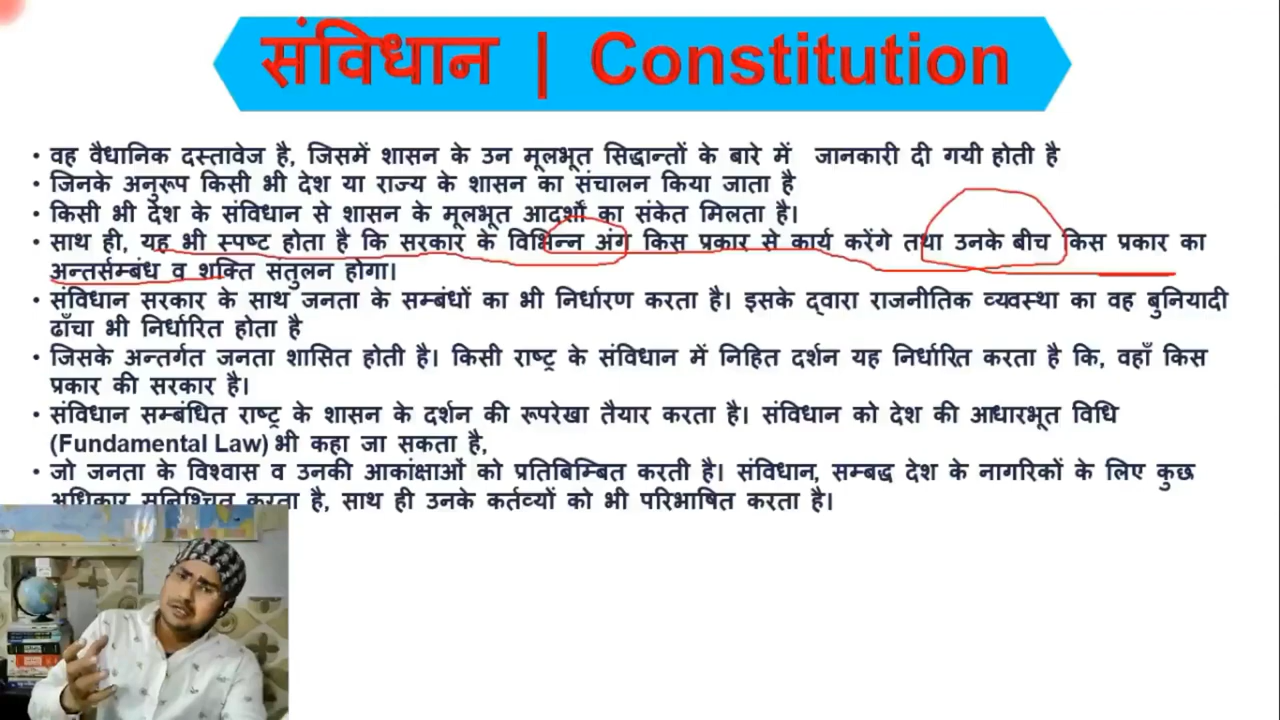 संविधान | Constitution
• वह वैधानिक दस्तावेज है, जिसमें शासन के उन मूलभूत सिद्धान्तों के बारे में जानकारी दी गयी होती है
• जिनके अनुरूप किसी भी देश या राज्य के शासन का संचालन किया जाता है
• किसी भी देश के संविधान से शासन के मूलभूत आदर्शों का संकेत मिलता है।
• साथ ही, यह भी स्पष्ट होता है कि सरकार के विभिन्न अंग किस प्रकार से कार्य करेंगे तथा उनके बीच किस प्रकार का
अन्तर्सम्बंध व शक्ति संतुलन होगा।
• संविधान सरकार के साथ जनता के सम्बंधों का भी निर्धारण करता है। इसके द्वारा राजनीतिक व्यवस्था का वह बुनियादी
ढाँचा भी निर्धारित होता है
• जिसके अन्तर्गत जनता शासित होती है। किसी राष्ट्र के संविधान में निहित दर्शन यह निर्धारित करता है कि, वहाँ किस
प्रकार की सरकार है।
• संविधान सम्बंधित राष्ट्र के शासन के दर्शन की रूपरेखा तैयार करता है। संविधान को देश की आधारभूत विधि
(Fundamental Law) भी कहा जा सकता है,
• जो जनता के विश्वास व उनकी आकांक्षाओं को प्रतिबिम्बित करती है। संविधान, सम्बद्ध देश के नागरिकों के लिए कुछ
अधिकार सुनिश्चित करता है, साथ ही उनके कर्तव्यों को भी परिभाषित करता है।